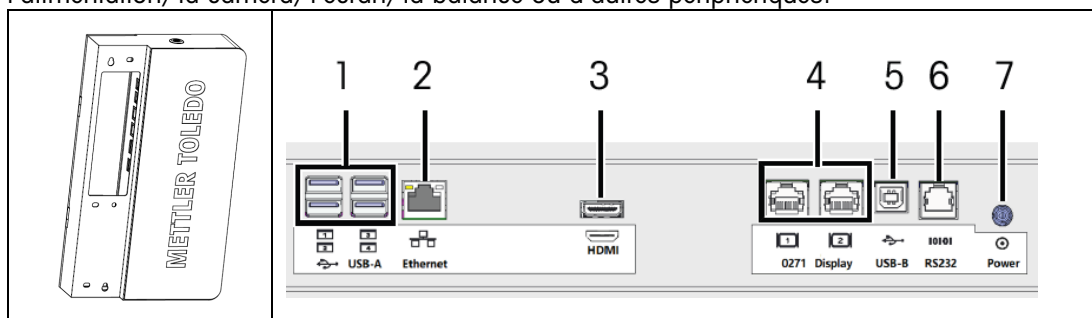 l'alimentation, la caméra, l'écran, la balance ou d'autres périphériques.
METTLER TOLEDO
1 2 3 4 5 6 7
1 3 2 4
USB-A Ethernet HDMI
1 2
0271 Display USB-B RS232 Power
10101